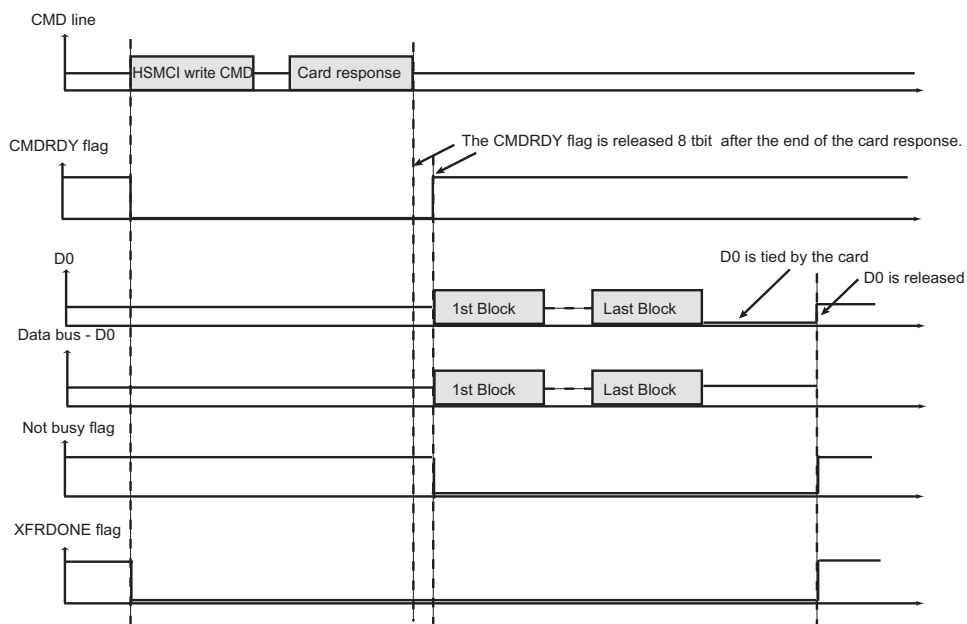 CMD line
HSMCI write CMD
Card response
CMDRDY flag
The CMDRDY flag is released 8 tbit after the end of the card response.
D0
D0 is tied by the card
D0 is released
1st Block
Last Block
Data bus - D0
1st Block
Last Block
Not busy flag
XFRDONE flag